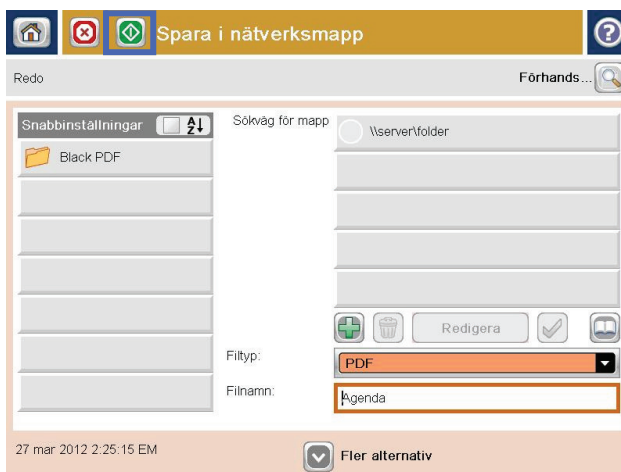 Spara i nätverksmapp
Redo
Förhands...
Snabbinställningar
A
Z
Black PDF
Sökväg för mapp
\\server\folder
Redigera
Filtyp:
PDF
Filnamn:
Agenda
27 mar 2012 2:25:15 EM
Fler alternativ